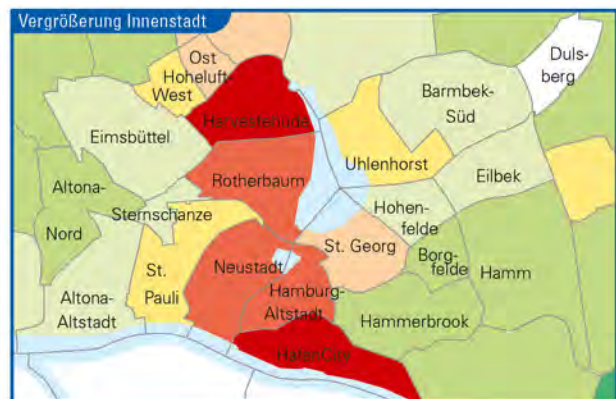 Vergrößerung Innenstadt
Ost
Hoheluft-
West
Duls-
berg
Harvestehude
Barmbek-
Süd
Eimsbüttel
Uhlenhorst
Rotherbaum
Eilbek
Altona-
Nord
Sternschanze
Hohen-
felde
St. Georg
Borg-
felde
St.
Pauli
Neustadt
Hamm
Hamburg-
Altstadt
Altona-
Altstadt
Hammerbrook
HafenCity